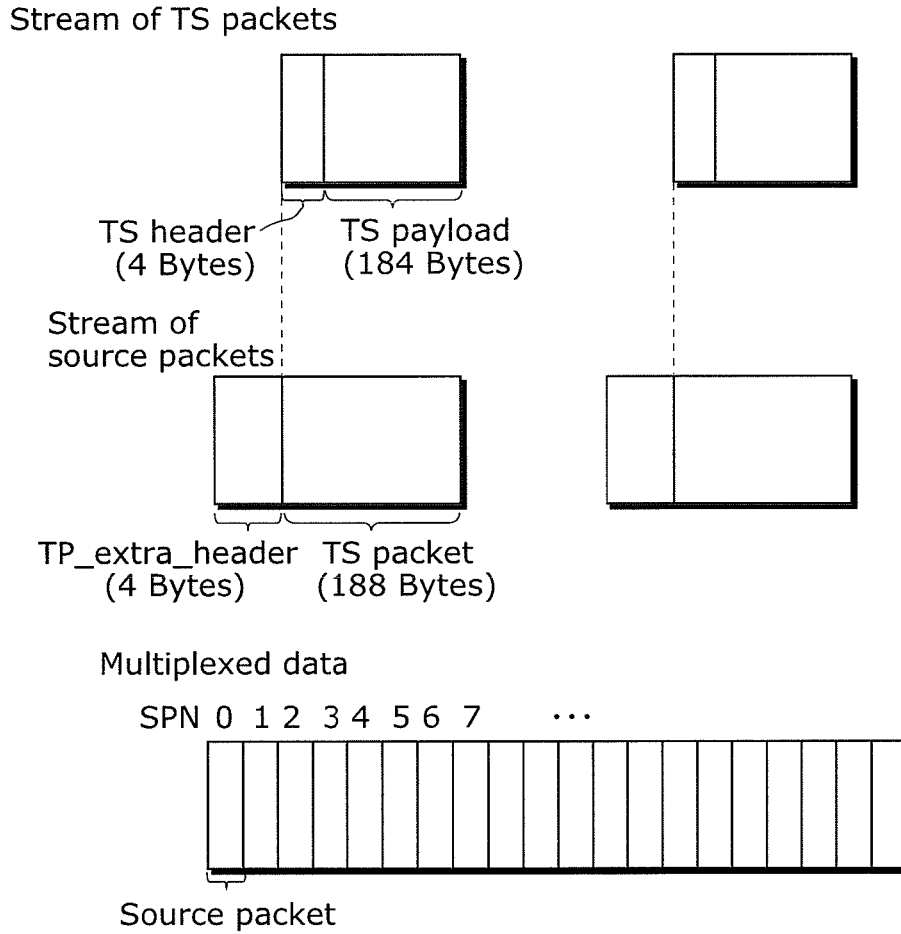 Stream of TS packets
TS header
(4 Bytes)
TS payload
(184 Bytes)
Stream of
source packets
TP_extra_header
(4 Bytes)
TS packet
(188 Bytes)
Multiplexed data
SPN 0 1 2 3 4 5 6 7 ...
Source packet